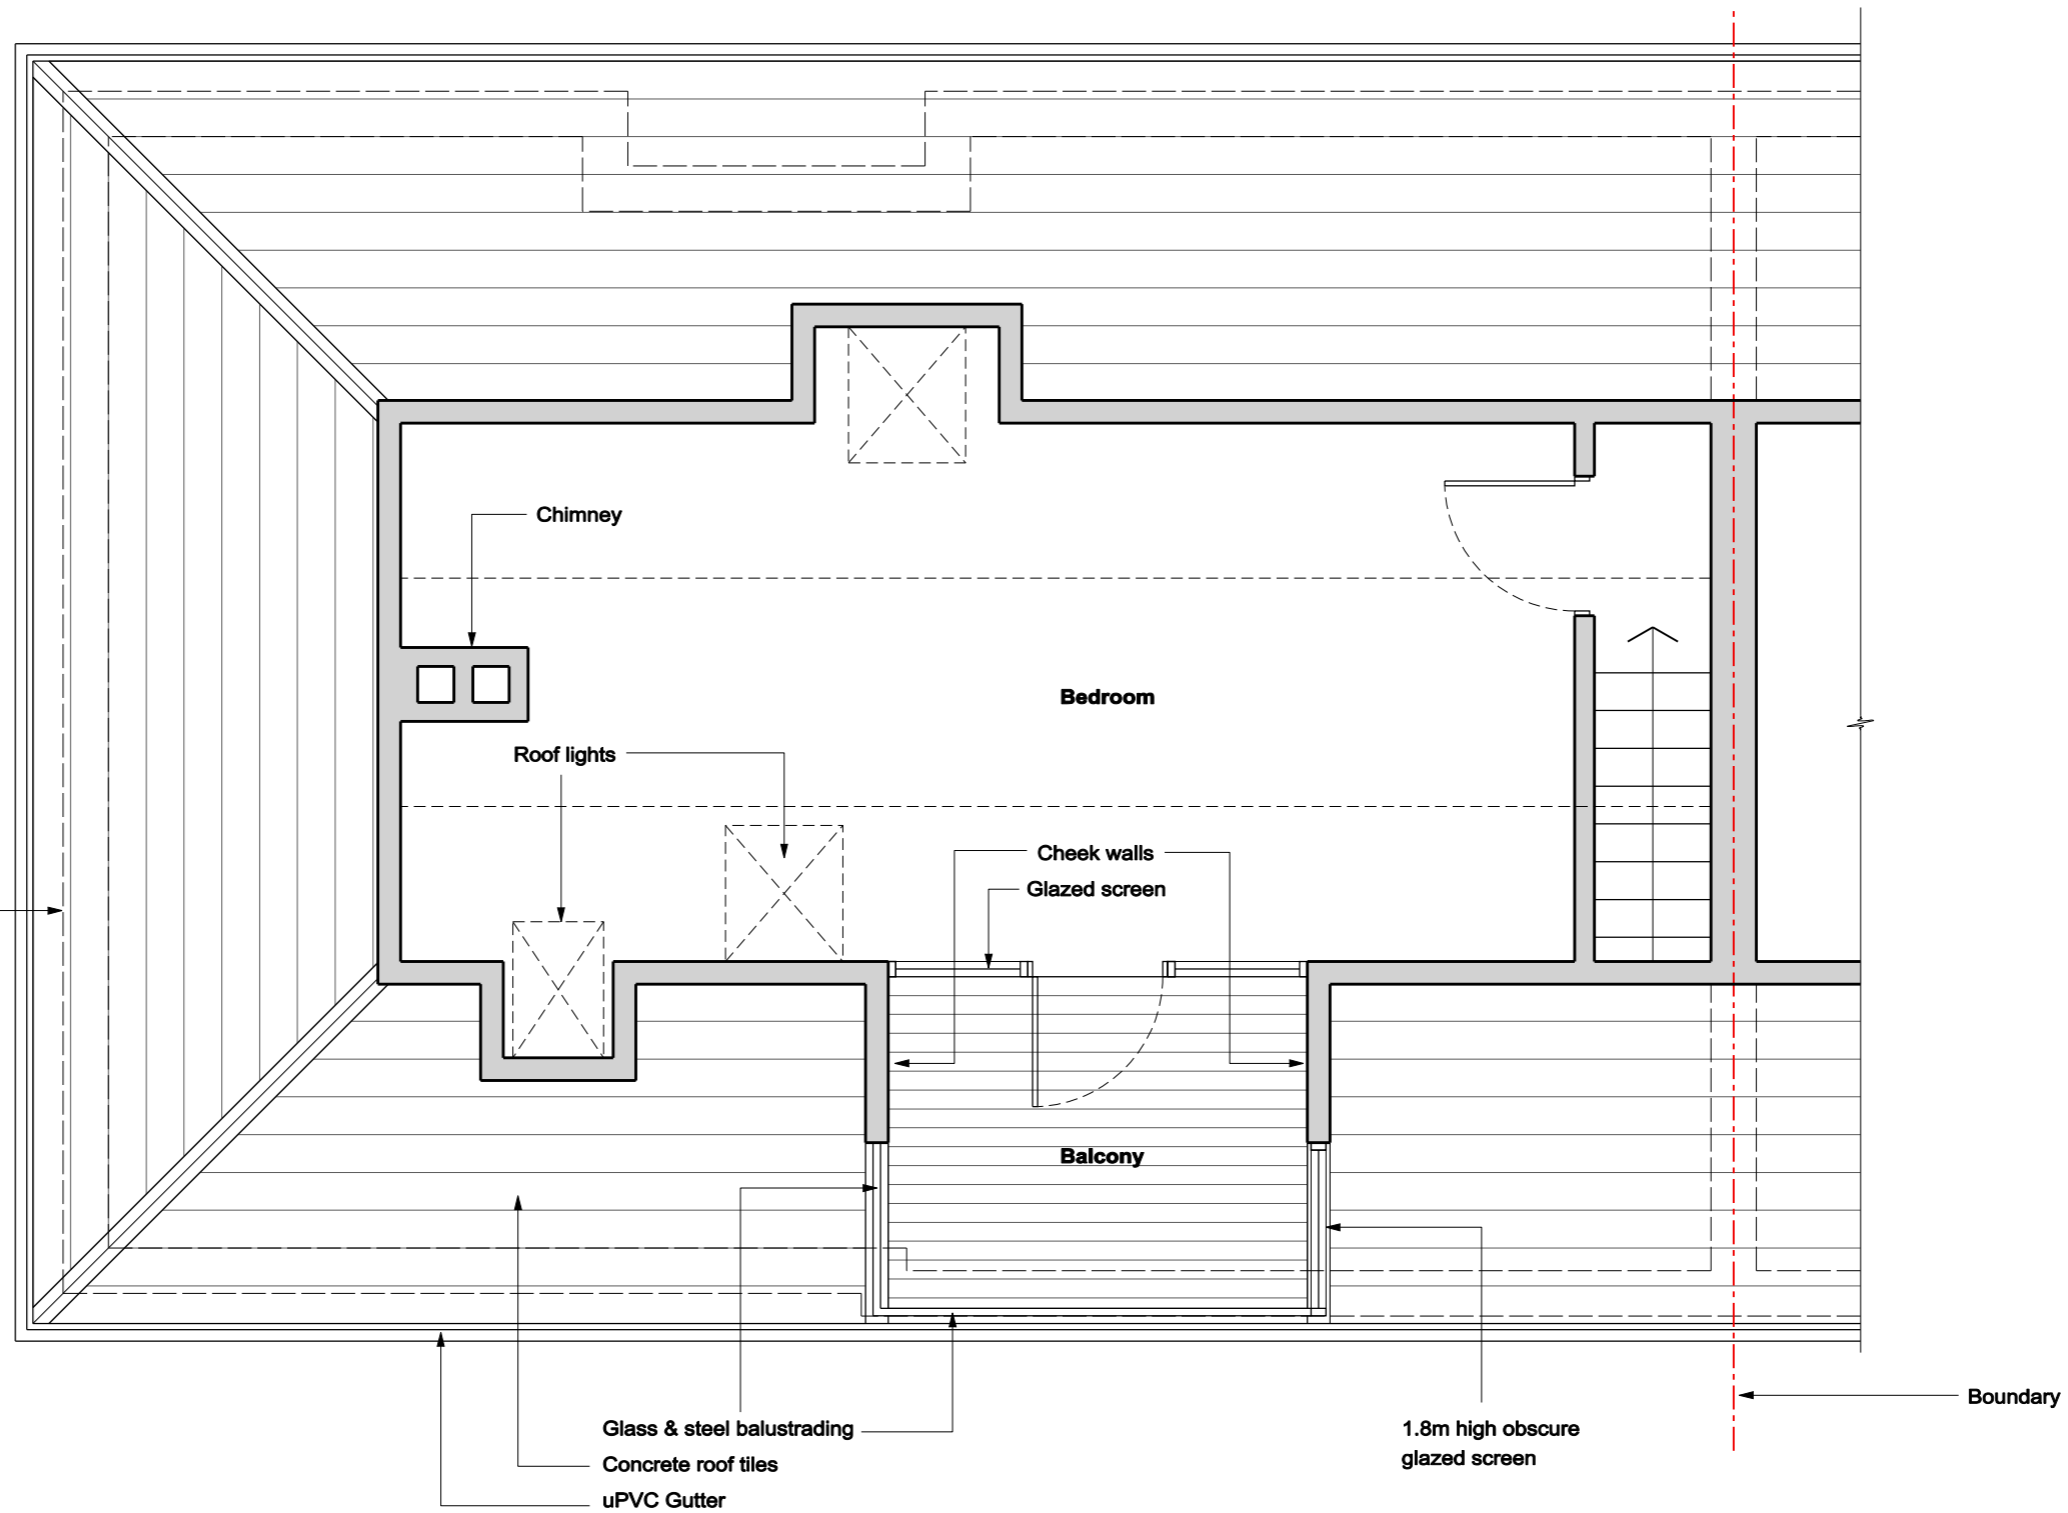 Chimney
Bedroom
Roof lights
Cheek walls
Glazed screen
Balcony
Boundary
Glass & steel balustrading
Concrete roof tiles
uPVC Gutter
1.8m high obscure
glazed screen